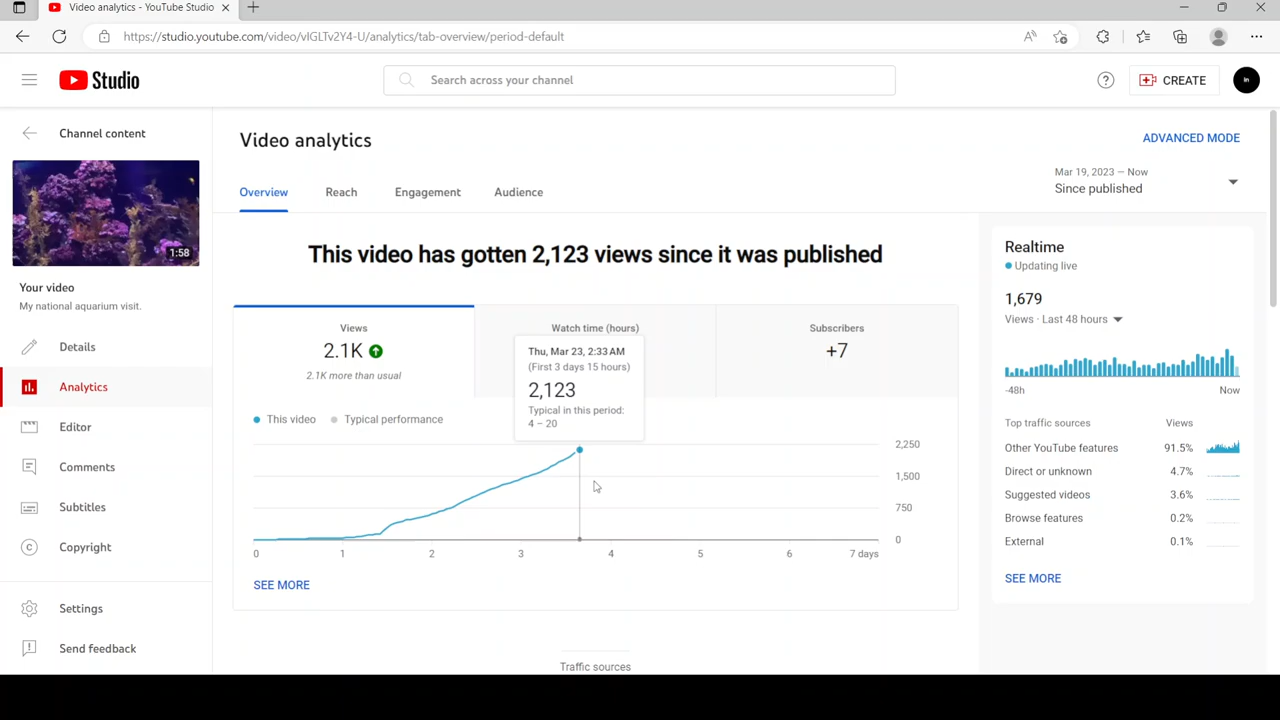 Video analytics - YouTube Studio
https://studio.youtube.com/video/vIGLTv2Y4-U/analytics/tab-overview/period-default
Studio
Search across your channel
CREATE
in
Channel content
1:58
Your video
My national aquarium visit.
Details
Analytics
Editor
Comments
Subtitles
Copyright
Settings
Send feedback
Video analytics
ADVANCED MODE
Overview
Reach
Engagement
Audience
Mar 19, 2023 — Now
Since published
This video has gotten 2,123 views since it was published
Views
2.1K
2.1K more than usual
Watch time (hours)
Subscribers
+7
Thu, Mar 23, 2:33 AM
(First 3 days 15 hours)
2,123
Typical in this period:
4 – 20
This video
Typical performance
2,250
1,500
750
0
0 1 2 3 4 5 6 7 days
SEE MORE
Traffic sources
Realtime
Updating live
1,679
Views · Last 48 hours
-48h Now
Top traffic sources Views
Other YouTube features 91.5%
Direct or unknown 4.7%
Suggested videos 3.6%
Browse features 0.2%
External 0.1%
SEE MORE